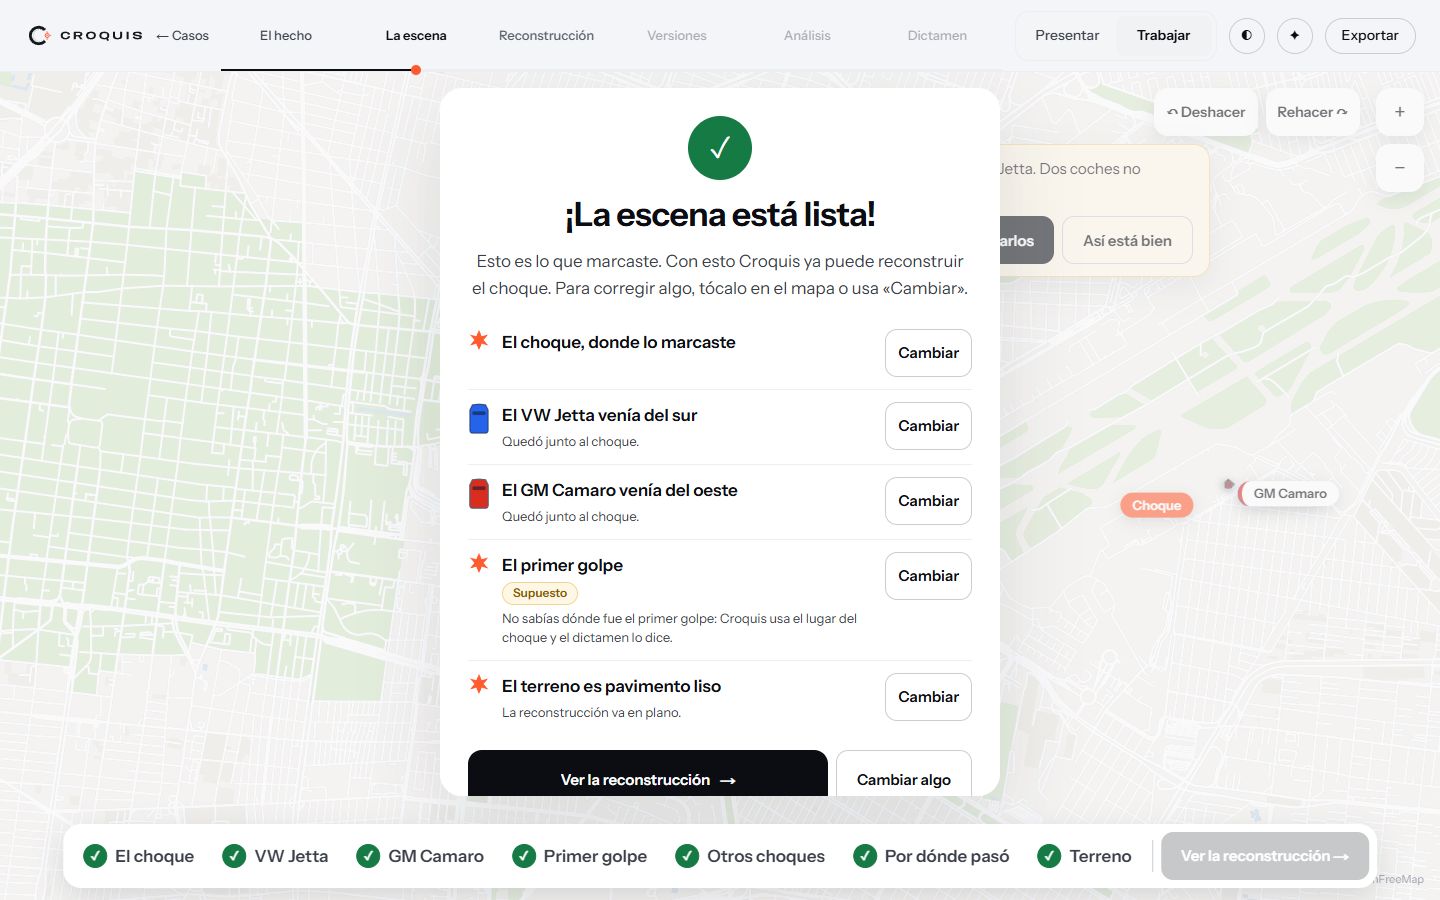 CROQUIS
← Casos
El hecho
La escena
Reconstrucción
Versiones
Análisis
Dictamen
Presentar
Trabajar
Exportar
Deshacer
Rehacer
+
−
Jetta. Dos coches no
arlos
Así está bien
¡La escena está lista!
Esto es lo que marcaste. Con esto Croquis ya puede reconstruir
el choque. Para corregir algo, tócalo en el mapa o usa «Cambiar».
El choque, donde lo marcaste
Cambiar
El VW Jetta venía del sur
Quedó junto al choque.
Cambiar
El GM Camaro venía del oeste
Quedó junto al choque.
Cambiar
El primer golpe
Supuesto
No sabías dónde fue el primer golpe: Croquis usa el lugar del
choque y el dictamen lo dice.
Cambiar
El terreno es pavimento liso
La reconstrucción va en plano.
Cambiar
Ver la reconstrucción →
Cambiar algo
Choque
GM Camaro
El choque
VW Jetta
GM Camaro
Primer golpe
Otros choques
Por dónde pasó
Terreno
Ver la reconstrucción →
nFreeMap